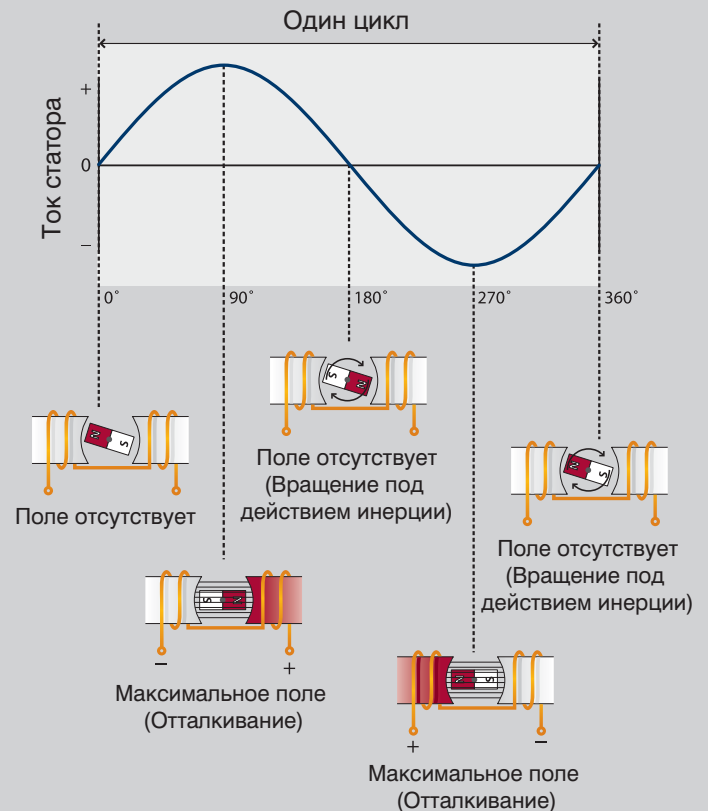 Один цикл
Ток статора
+
0
−
0˚
90˚
180˚
270˚
360˚
N S
Поле отсутствует
S N
Поле отсутствует
(Вращение под
действием инерции)
N S
Поле отсутствует
(Вращение под
действием инерции)
S N
− +
Максимальное поле
(Отталкивание)
N S
+ −
Максимальное поле
(Отталкивание)